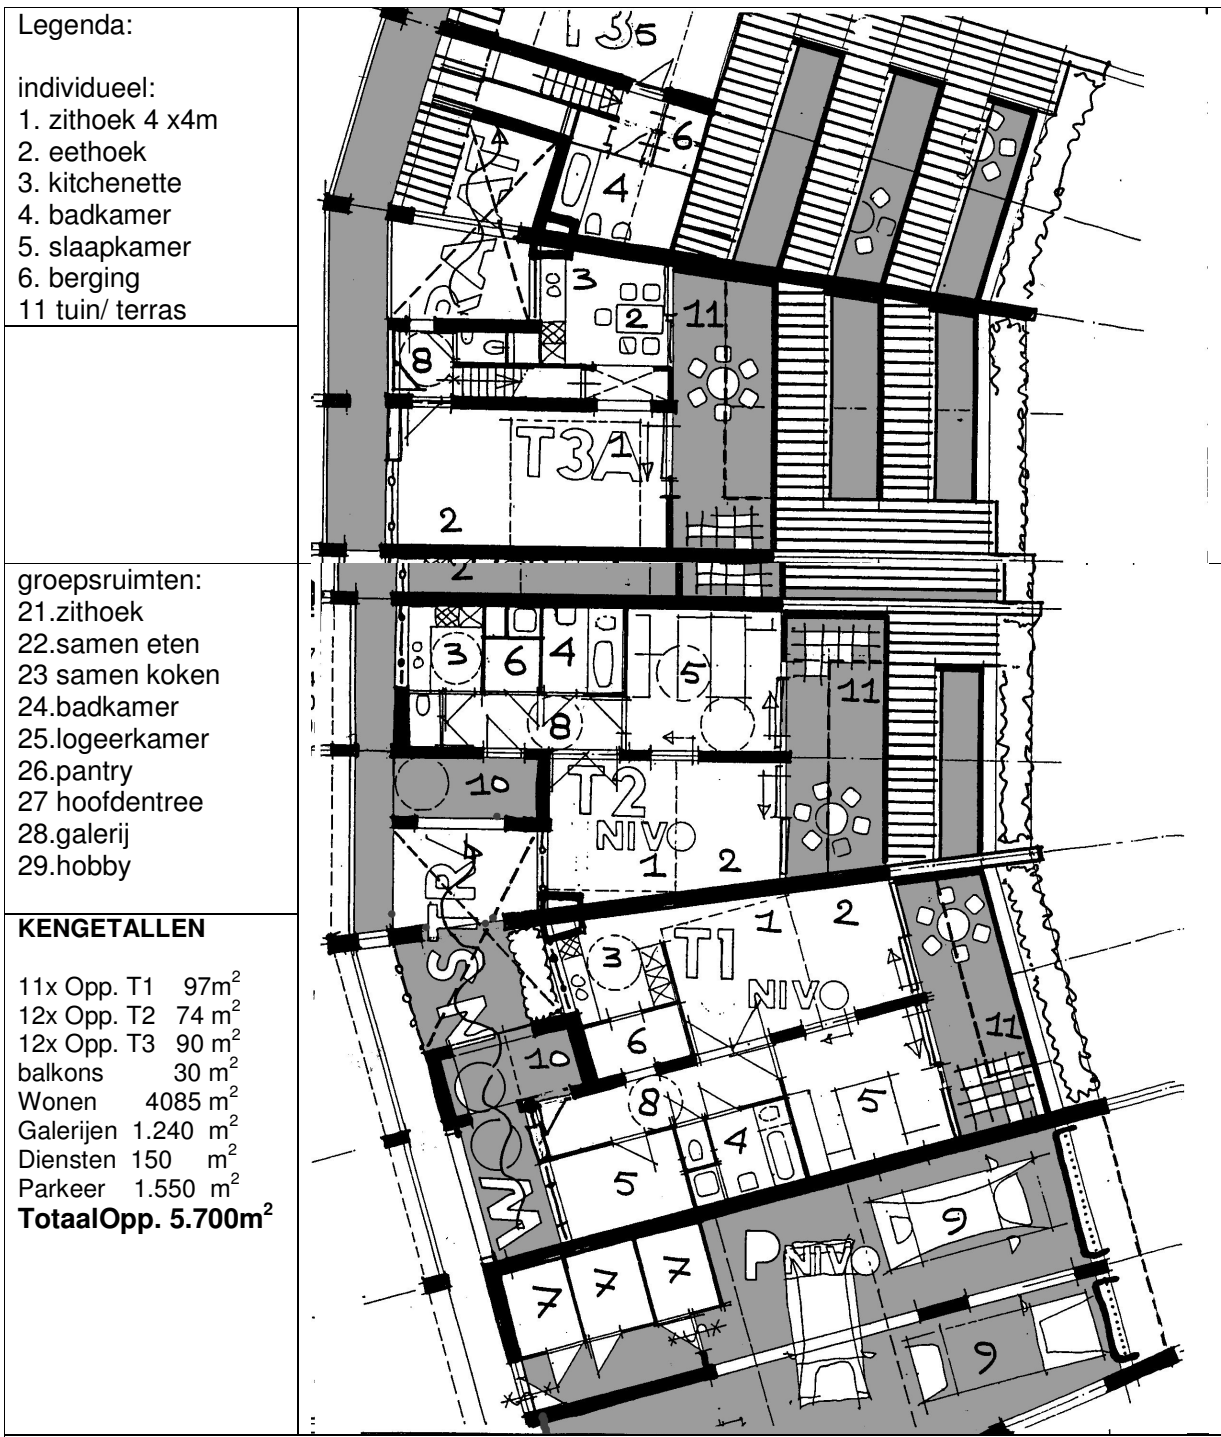 Legenda:
individueel:
1. zithoek 4 x4m
2. eethoek
3. kitchenette
4. badkamer
5. slaapkamer
6. berging
11 tuin/ terras
groepsruimten:
21.zithoek
22.samen eten
23 samen koken
24.badkamer
25.logeerkamer
26.pantry
27 hoofdentree
28.galerij
29.hobby
KENGETALLEN
11x Opp. T1 97m²
12x Opp. T2 74 m²
12x Opp. T3 90 m²
balkons 30 m²
Wonen 4085 m²
Galerijen 1.240 m²
Diensten 150 m²
Parkeer 1.550 m²
TotaalOpp. 5.700m²
T3 5
6
4
3
2
11
8
T3A
1
2
2
3
6
4
5
8
11
10
T2
NIVO
1
2
WOONSTR
T1
NIVO
1
2
3
6
10
8
5
4
5
11
P NIVO
9
7
7
7
9